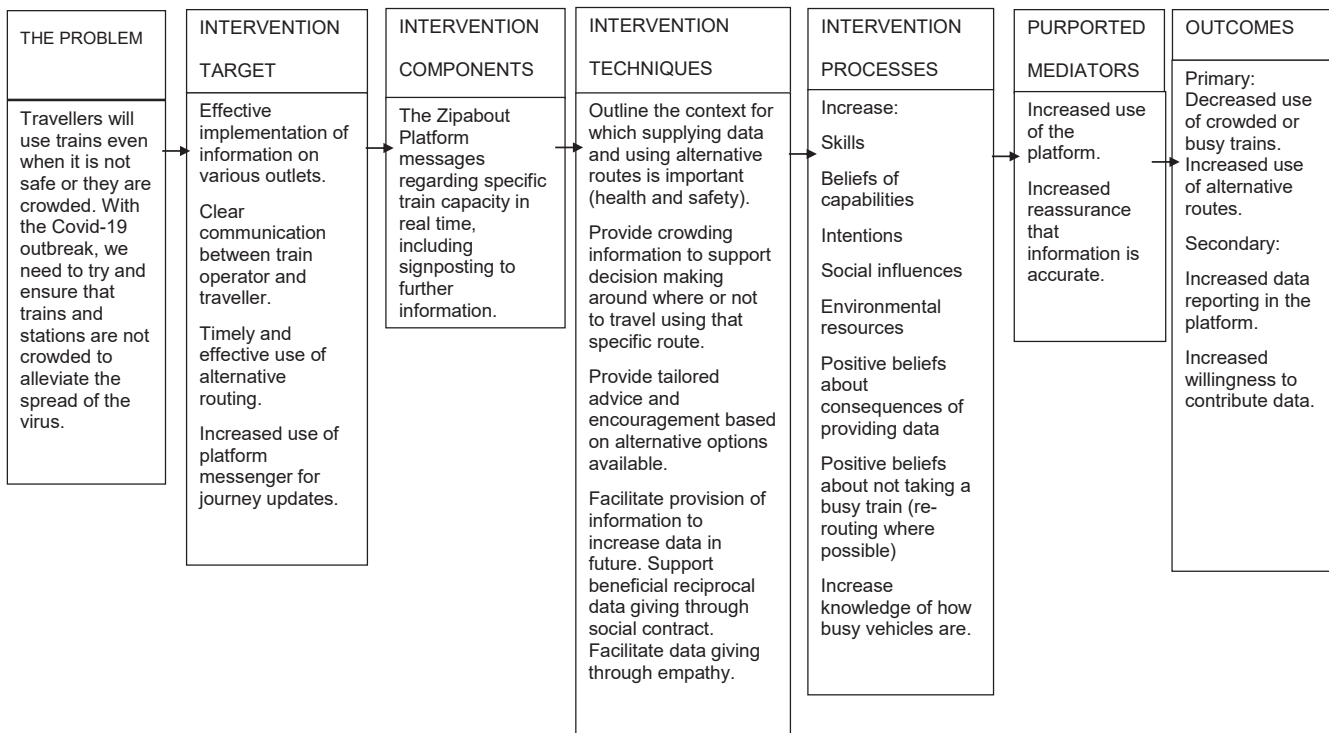 THE PROBLEM
Travellers will
use trains even
when it is not
safe or they are
crowded. With
the Covid-19
outbreak, we
need to try and
ensure that
trains and
stations are not
crowded to
alleviate the
spread of the
virus.
INTERVENTION
TARGET
Effective
implementation of
information on
various outlets.
Clear
communication
between train
operator and
traveller.
Timely and
effective use of
alternative
routing.
Increased use of
platform
messenger for
journey updates.
INTERVENTION
COMPONENTS
The Zipabout
Platform
messages
regarding specific
train capacity in
real time,
including
signposting to
further
information.
INTERVENTION
TECHNIQUES
Outline the context for
which supplying data
and using alternative
routes is important
(health and safety).
Provide crowding
information to support
decision making
around where or not
to travel using that
specific route.
Provide tailored
advice and
encouragement based
on alternative options
available.
Facilitate provision of
information to
increase data in
future. Support
beneficial reciprocal
data giving through
social contract.
Facilitate data giving
through empathy.
INTERVENTION
PROCESSES
Increase:
Skills
Beliefs of
capabilities
Intentions
Social influences
Environmental
resources
Positive beliefs
about
consequences of
providing data
Positive beliefs
about not taking a
busy train (re-
routing where
possible)
Increase
knowledge of how
busy vehicles are.
PURPORTED
MEDIATORS
Increased use
of the
platform.
Increased
reassurance
that
information is
accurate.
OUTCOMES
Primary:
Decreased use
of crowded or
busy trains.
Increased use
of alternative
routes.
Secondary:
Increased data
reporting in the
platform.
Increased
willingness to
contribute data.